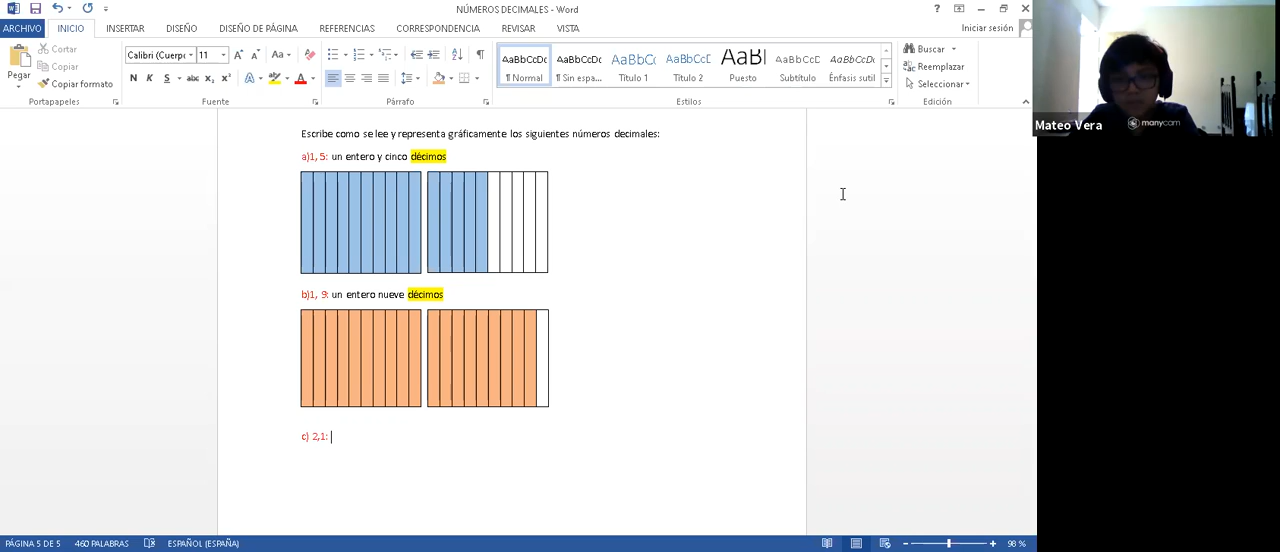 NÚMEROS DECIMALES - Word
ARCHIVO INICIO INSERTAR DISEÑO DISEÑO DE PÁGINA REFERENCIAS CORRESPONDENCIA REVISAR VISTA Iniciar sesión
Pegar
Cortar
Copiar
Copiar formato
Portapapeles
Calibri (Cuerpo 11
Fuente
Párrafo
AaBbCcDc AaBbCcDc AaBbC AaBbCcD AaBl AaBbCcDc AaBbCcDc
¶ Normal ¶ Sin espa... Título 1 Título 2 Puesto Subtítulo Énfasis sutil
Estilos
Buscar
Reemplazar
Seleccionar
Edición
Mateo Vera
manycam
Escribe como se lee y representa gráficamente los siguientes números decimales:
a)1, 5: un entero y cinco décimos
b)1, 9: un entero nueve décimos
c) 2,1:
PÁGINA 5 DE 5 460 PALABRAS ESPAÑOL (ESPAÑA) 98 %